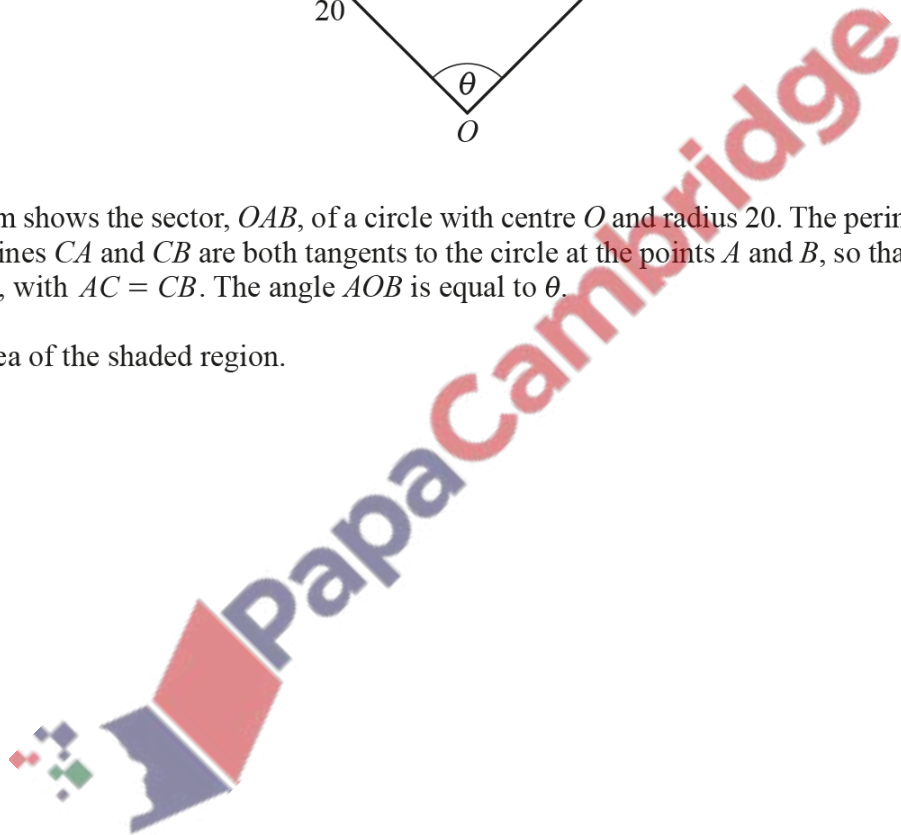 20
θ
O
m shows the sector, OAB, of a circle with centre O and radius 20. The perin
ines CA and CB are both tangents to the circle at the points A and B, so tha
, with AC = CB. The angle AOB is equal to θ.
ea of the shaded region.
PapaCambridge